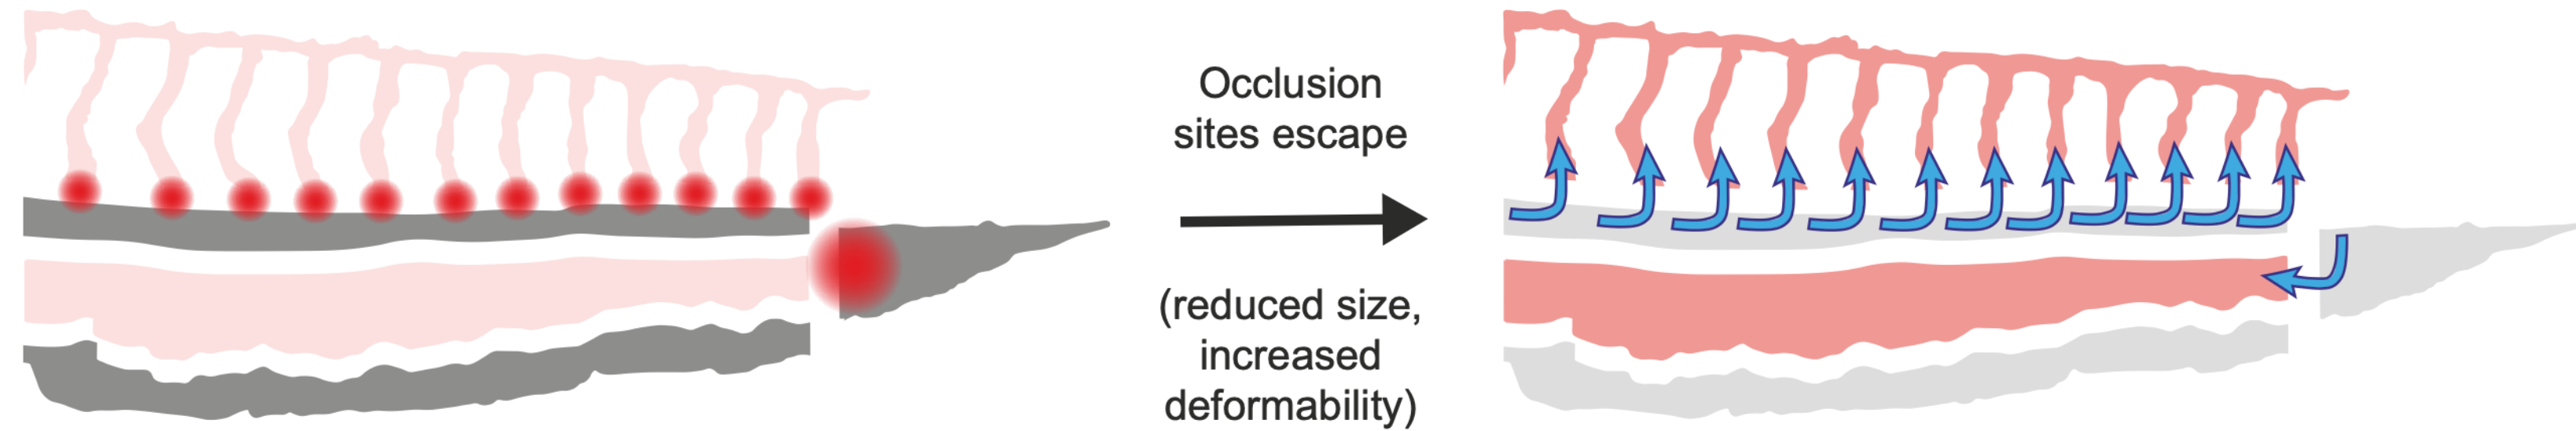 Occlusion
sites escape
(reduced size,
increased
deformability)